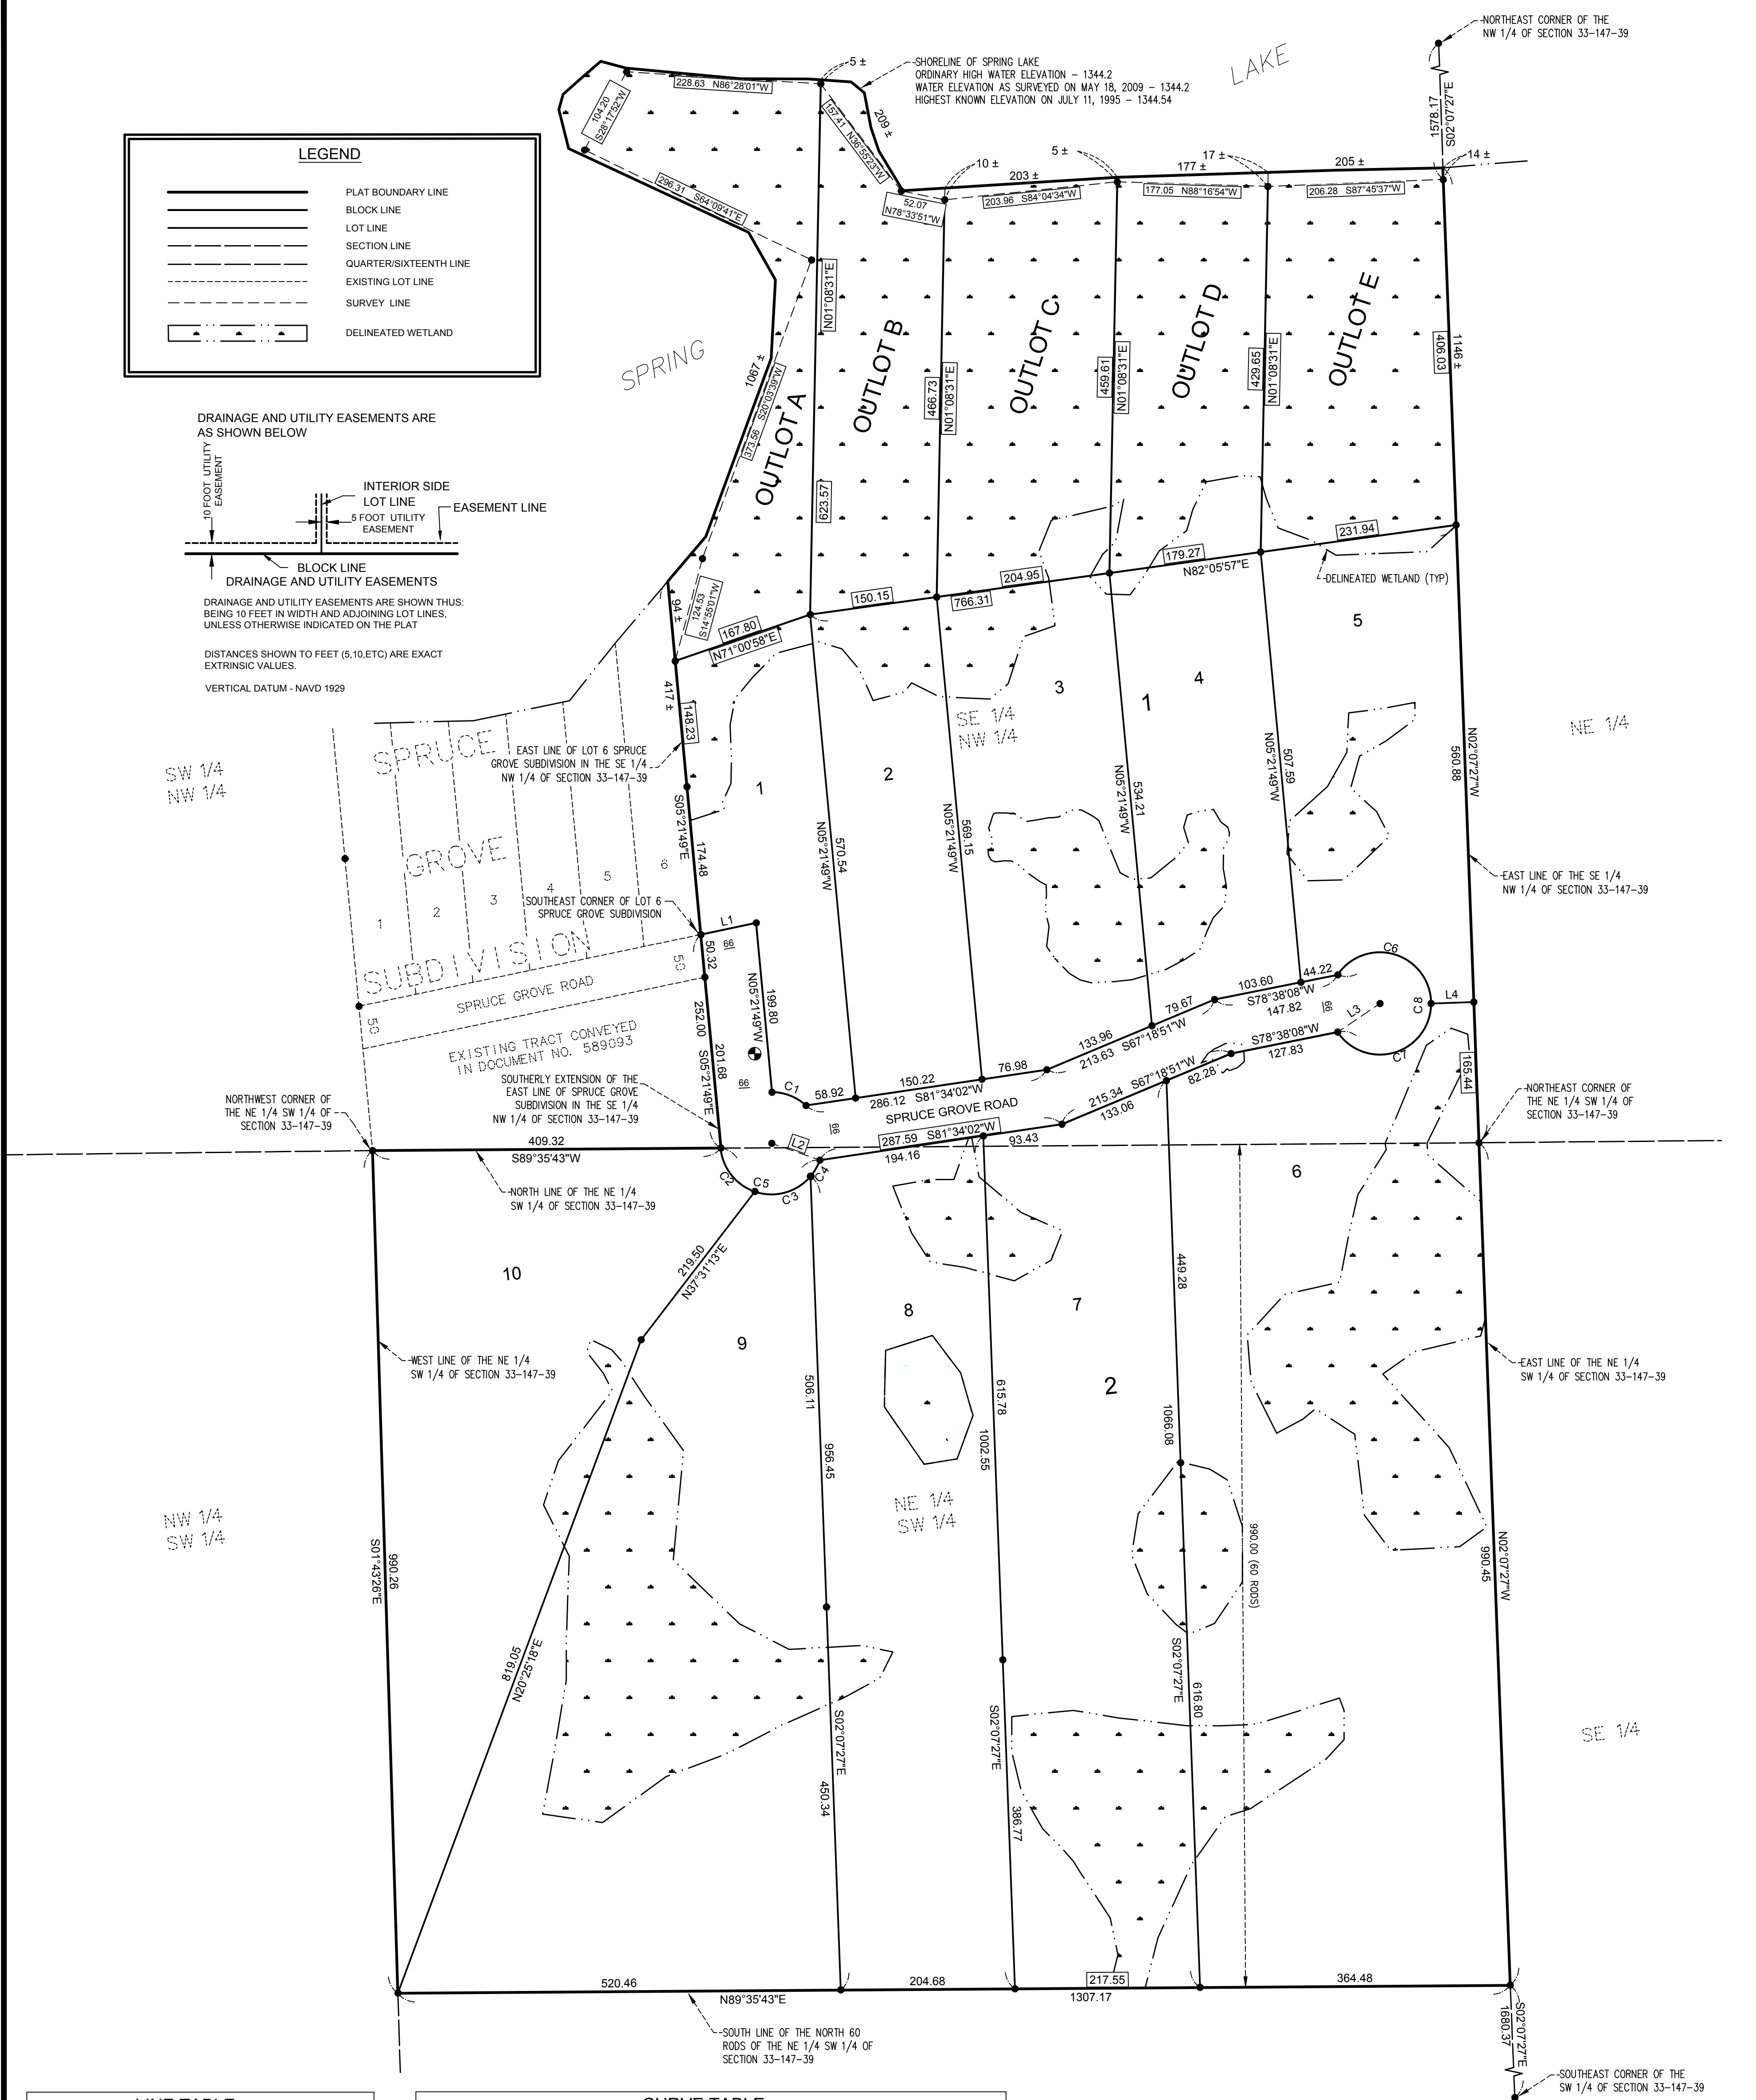 NORTHEAST CORNER OF THE
NW 1/4 OF SECTION 33-147-39
LAKE
5 ±
SHORELINE OF SPRING LAKE
ORDINARY HIGH WATER ELEVATION - 1344.2
WATER ELEVATION AS SURVEYED ON MAY 18, 2009 - 1344.2
HIGHEST KNOWN ELEVATION ON JULY 11, 1995 - 1344.54
1578.17
S02°07'27"E
228.63 N86°28'01"W
104.20
S28°17'52"W
157.41 N36°55'23"W
209 ±
LEGEND
PLAT BOUNDARY LINE
BLOCK LINE
LOT LINE
SECTION LINE
QUARTER/SIXTEENTH LINE
EXISTING LOT LINE
SURVEY LINE
DELINEATED WETLAND
10 ±
5 ±
17 ±
14 ±
203 ±
177 ±
205 ±
296.31 S64°09'41"E
52.07
N78°33'51"W
203.96 S84°04'34"W
177.05 N88°16'54"W
206.28 S87°45'37"W
N01°08'31"E
SPRING
1067 ±
373.56 S20°03'39"W
OUTLOT A
OUTLOT B
OUTLOT C
OUTLOT D
OUTLOT E
623.57
466.73
N01°08'31"E
459.61
N01°08'31"E
429.65
N01°08'31"E
406.03
1146 ±
DRAINAGE AND UTILITY EASEMENTS ARE
AS SHOWN BELOW
10 FOOT UTILITY
EASEMENT
INTERIOR SIDE
LOT LINE
EASEMENT LINE
5 FOOT UTILITY
EASEMENT
BLOCK LINE
DRAINAGE AND UTILITY EASEMENTS
DRAINAGE AND UTILITY EASEMENTS ARE SHOWN THUS:
BEING 10 FEET IN WIDTH AND ADJOINING LOT LINES,
UNLESS OTHERWISE INDICATED ON THE PLAT
DISTANCES SHOWN TO FEET (5,10,ETC) ARE EXACT
EXTRINSIC VALUES.
VERTICAL DATUM - NAVD 1929
94 ±
124.53
S14°55'01"W
167.80
N71°00'58"E
150.15
766.31
204.95
179.27
N82°05'57"E
231.94
DELINEATED WETLAND (TYP)
417 ±
148.23
EAST LINE OF LOT 6 SPRUCE
GROVE SUBDIVISION IN THE SE 1/4
NW 1/4 OF SECTION 33-147-39
SW 1/4
NW 1/4
SE 1/4
NW 1/4
NE 1/4
1
2
3
1
4
5
S05°21'49"E
174.48
N05°21'49"W
570.54
N05°21'49"W
569.15
N05°21'49"W
534.21
N05°21'49"W
507.59
N02°07'27"W
560.88
EAST LINE OF THE SE 1/4
NW 1/4 OF SECTION 33-147-39
SPRUCE
GROVE
SUBDIVISION
1
2
3
4
5
6
SOUTHEAST CORNER OF LOT 6
SPRUCE GROVE SUBDIVISION
L1
66
50.32
50
50
SPRUCE GROVE ROAD
EXISTING TRACT CONVEYED
IN DOCUMENT NO. 589093
252.00
201.68
S05°21'49"E
199.80
N05°21'49"W
66
SOUTHERLY EXTENSION OF THE
EAST LINE OF SPRUCE GROVE
SUBDIVISION IN THE SE 1/4
NW 1/4 OF SECTION 33-147-39
NORTHWEST CORNER OF
THE NE 1/4 SW 1/4 OF
SECTION 33-147-39
C6
C8
C7
L3
L4
44.22
103.60
S78°38'08"W
147.82
66
79.67
133.96
213.63 S67°18'51"W
S78°38'08"W
127.83
76.98
150.22
286.12 S81°34'02"W
58.92
C1
SPRUCE GROVE ROAD
66
S67°18'51"W
82.28
215.34
133.06
93.43
287.59 S81°34'02"W
194.16
L2
C4
C2
C5
C3
165.44
NORTHEAST CORNER OF
THE NE 1/4 SW 1/4 OF
SECTION 33-147-39
409.32
S89°35'43"W
NORTH LINE OF THE NE 1/4
SW 1/4 OF SECTION 33-147-39
6
7
8
9
10
2
219.50
N37°31'13"E
449.28
WEST LINE OF THE NE 1/4
SW 1/4 OF SECTION 33-147-39
EAST LINE OF THE NE 1/4
SW 1/4 OF SECTION 33-147-39
506.11
615.78
956.45
1002.55
1066.08
NE 1/4
SW 1/4
NW 1/4
SW 1/4
S01°43'26"E
990.26
990.00 (60 RODS)
N02°07'27"W
990.45
819.05
N20°25'18"E
S02°07'27"E
450.34
S02°07'27"E
386.77
S02°07'27"E
616.80
SE 1/4
520.46
N89°35'43"E
204.68
217.55
1307.17
364.48
SOUTH LINE OF THE NORTH 60
RODS OF THE NE 1/4 SW 1/4 OF
SECTION 33-147-39
S02°07'27"E
1680.37
SOUTHEAST CORNER OF THE
SW 1/4 OF SECTION 33-147-39
LINE TABLE
CURVE TABLE